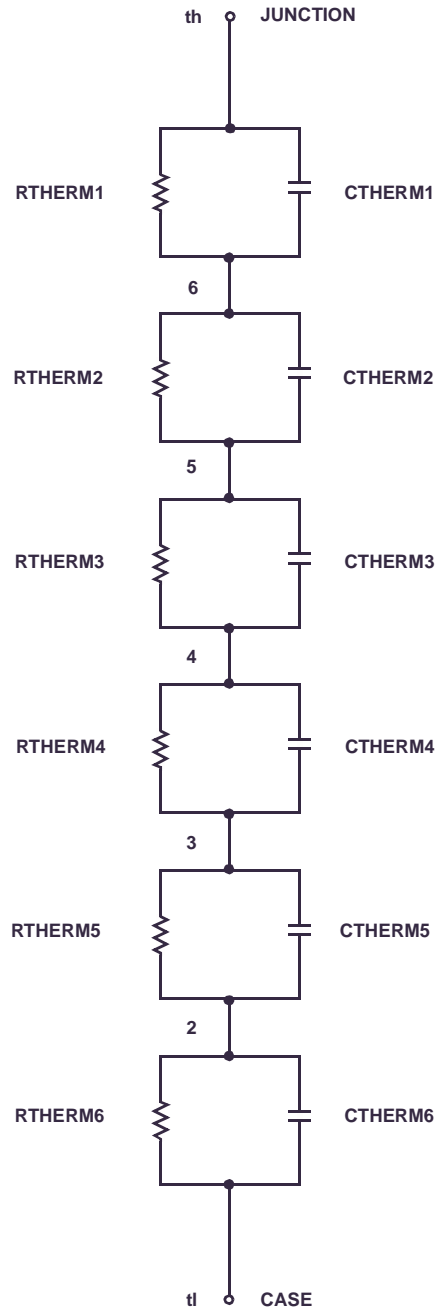 th JUNCTION
RTHERM1 CTHERM1
6
RTHERM2 CTHERM2
5
RTHERM3 CTHERM3
4
RTHERM4 CTHERM4
3
RTHERM5 CTHERM5
2
RTHERM6 CTHERM6
tl CASE